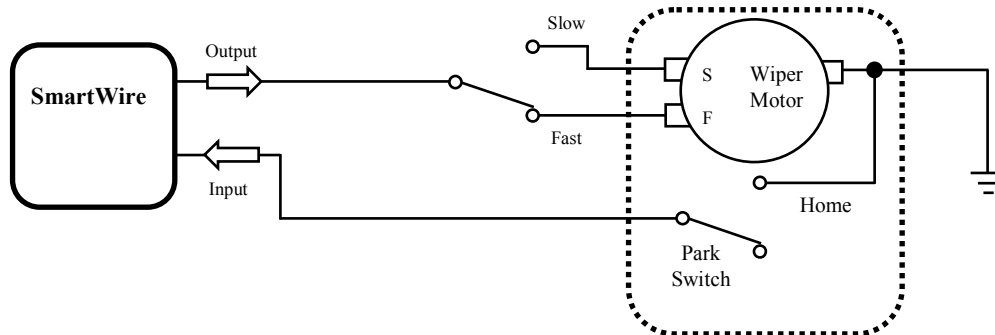 Slow
Output
SmartWire
S
Wiper
Motor
F
Fast
Input
Home
Park
Switch